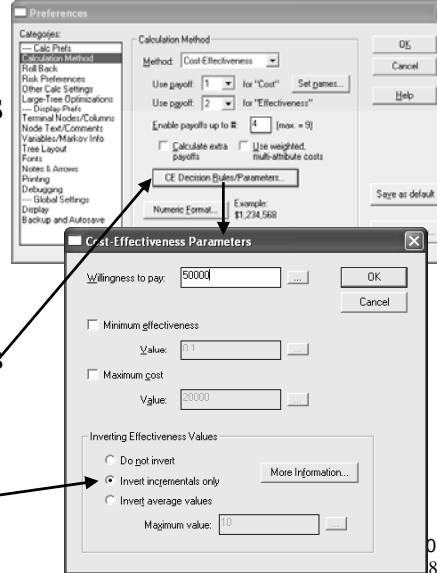 Preferences
Categories:
---- Calc Prefs
Calculation Method
Roll Back
Risk Preferences
Other Calc Settings
Large-Tree Optimizations
---- Display Prefs
Terminal Nodes/Columns
Node Text/Comments
Variables/Markov Info
Tree Layout
Fonts
Notes & Arrows
Printing
Debugging
---- Global Settings
Display
Backup and Autosave
Calculation Method
Method: Cost-Effectiveness
Use payoff: 1 for "Cost" Set names...
Use payoff: 2 for "Effectiveness"
Enable payoffs up to #: 4 (max. = 9)
Calculate extra payoffs
Use weighted, multi-attribute costs
CE Decision Rules/Parameters...
Numeric Format... Example: $1,234,568
OK
Cancel
Help
Save as default
Cost-Effectiveness Parameters
Willingness to pay: 50000 ...
OK
Cancel
Minimum effectiveness
Value: 0.1 ...
Maximum cost
Value: 20000 ...
Inverting Effectiveness Values
Do not invert
Invert incrementals only
More Information...
Invert average values
Maximum value: 10 ...
s
s
0
8